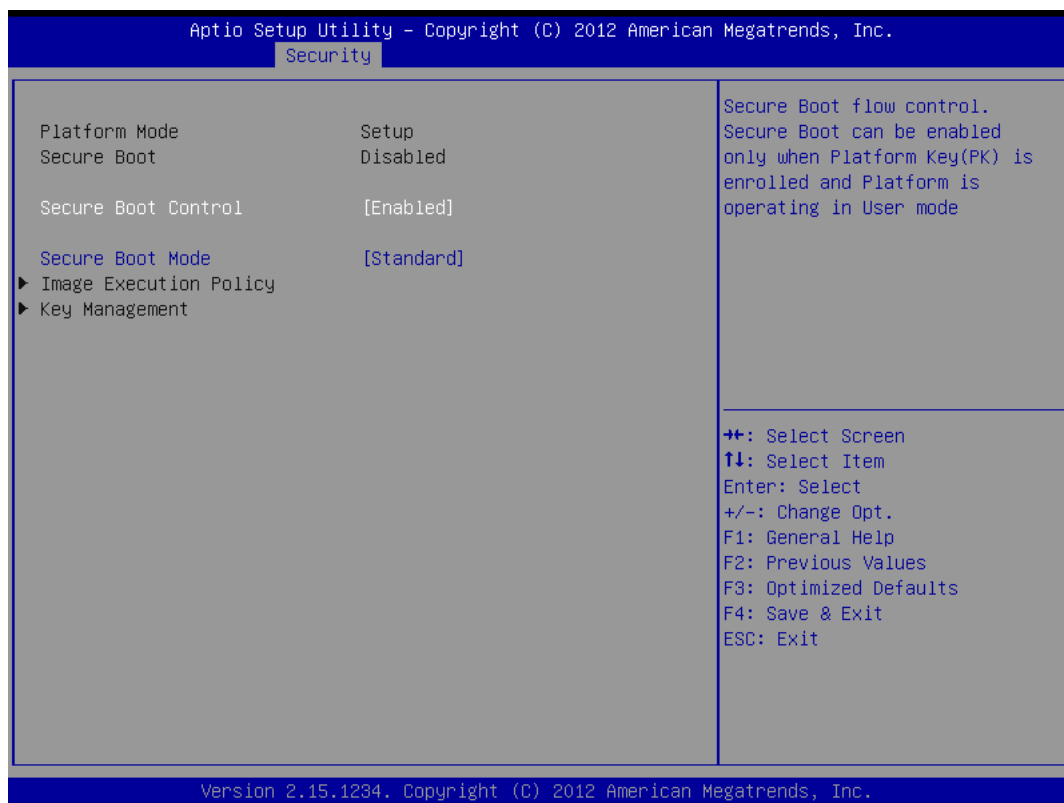 Aptio Setup Utility – Copyright (C) 2012 American Megatrends, Inc.
Security
Platform Mode Setup
Secure Boot Disabled
Secure Boot Control [Enabled]
Secure Boot Mode [Standard]
▶ Image Execution Policy
▶ Key Management
Secure Boot flow control.
Secure Boot can be enabled
only when Platform Key(PK) is
enrolled and Platform is
operating in User mode
→←: Select Screen
↑↓: Select Item
Enter: Select
+/-: Change Opt.
F1: General Help
F2: Previous Values
F3: Optimized Defaults
F4: Save & Exit
ESC: Exit
Version 2.15.1234. Copyright (C) 2012 American Megatrends, Inc.